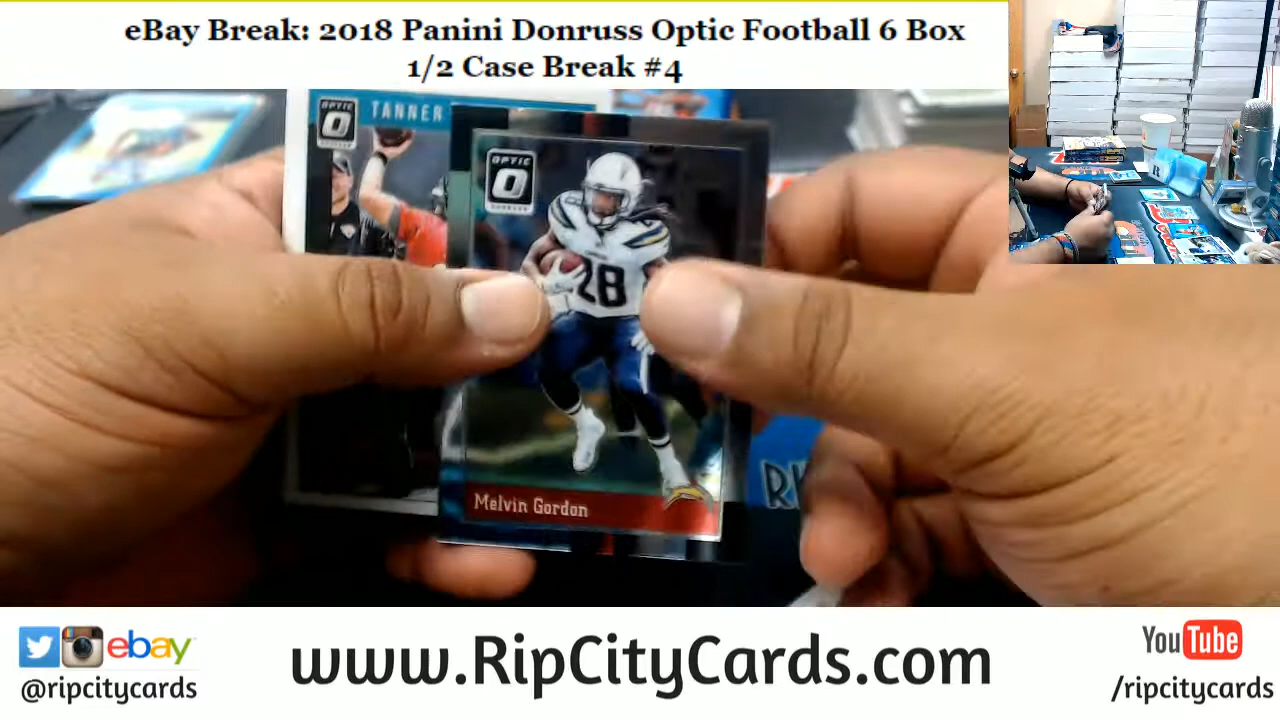 eBay Break: 2018 Panini Donruss Optic Football 6 Box
1/2 Case Break #4
OPTIC
TANNER
OPTIC
28
Melvin Gordon
ebay
@ripcitycards
www.RipCityCards.com
YouTube
/ripcitycards